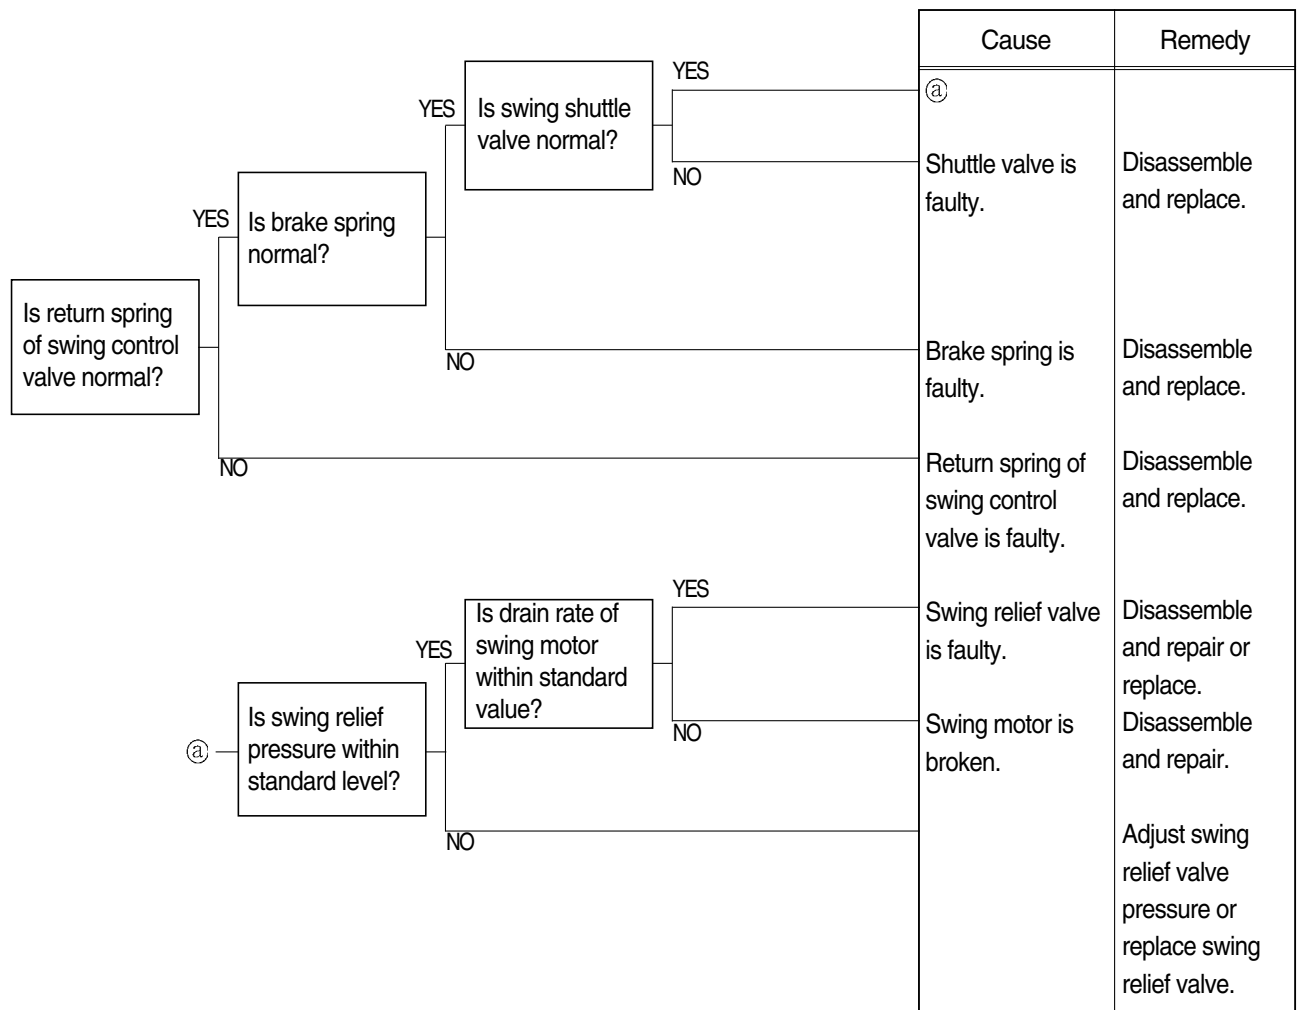 Cause
Remedy
YES
ⓐ
YES
Is swing shuttle
valve normal?
NO
Shuttle valve is
faulty.
Disassemble
and replace.
YES
Is brake spring
normal?
Is return spring
of swing control
valve normal?
NO
Brake spring is
faulty.
Disassemble
and replace.
NO
Return spring of
swing control
valve is faulty.
Disassemble
and replace.
YES
Is drain rate of
swing motor
within standard
value?
YES
Swing relief valve
is faulty.
Disassemble
and repair or
replace.
ⓐ
Is swing relief
pressure within
standard level?
NO
Swing motor is
broken.
Disassemble
and repair.
NO
Adjust swing
relief valve
pressure or
replace swing
relief valve.